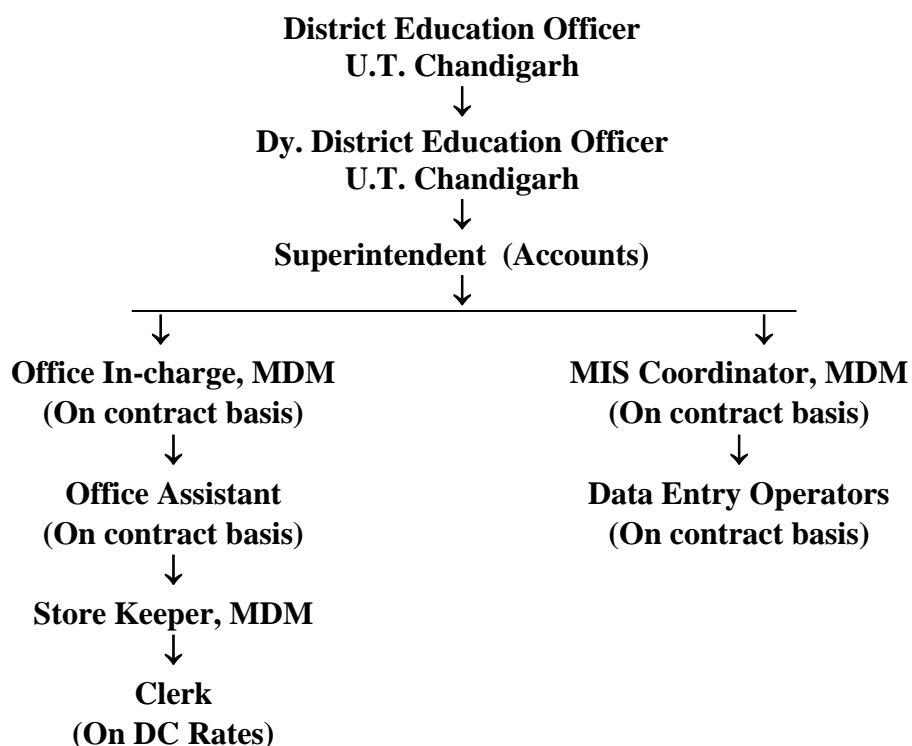 District Education Officer
U.T. Chandigarh
Dy. District Education Officer
U.T. Chandigarh
Superintendent (Accounts)
Office In-charge, MDM
(On contract basis)
Office Assistant
(On contract basis)
Store Keeper, MDM
Clerk
(On DC Rates)
MIS Coordinator, MDM
(On contract basis)
Data Entry Operators
(On contract basis)